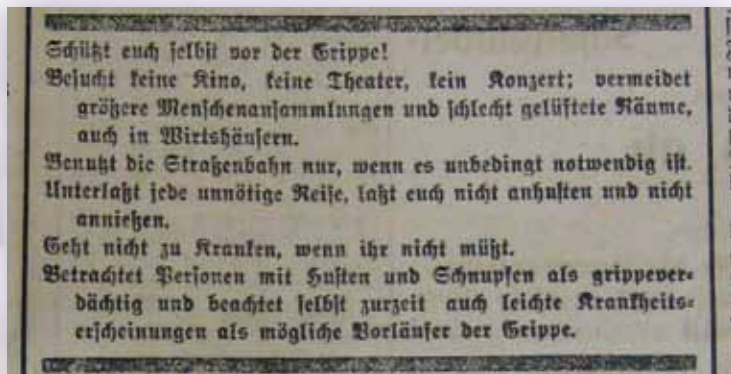 Schützt euch selbst vor der Grippe!
Besucht keine Kino, keine Theater, kein Konzert; vermeidet
größere Menschenansammlungen und schlecht gelüftete Räume,
auch in Wirtshäusern.
Benutzt die Straßenbahn nur, wenn es unbedingt notwendig ist.
Unterlaßt jede unnötige Reise, laßt euch nicht anhusten und nicht
annießen.
Geht nicht zu Kranken, wenn ihr nicht müßt.
Betrachtet Personen mit Husten und Schnupfen als grippever-
dächtig und beachtet selbst zurzeit auch leichte Krankheits-
erscheinungen als mögliche Vorläufer der Grippe.